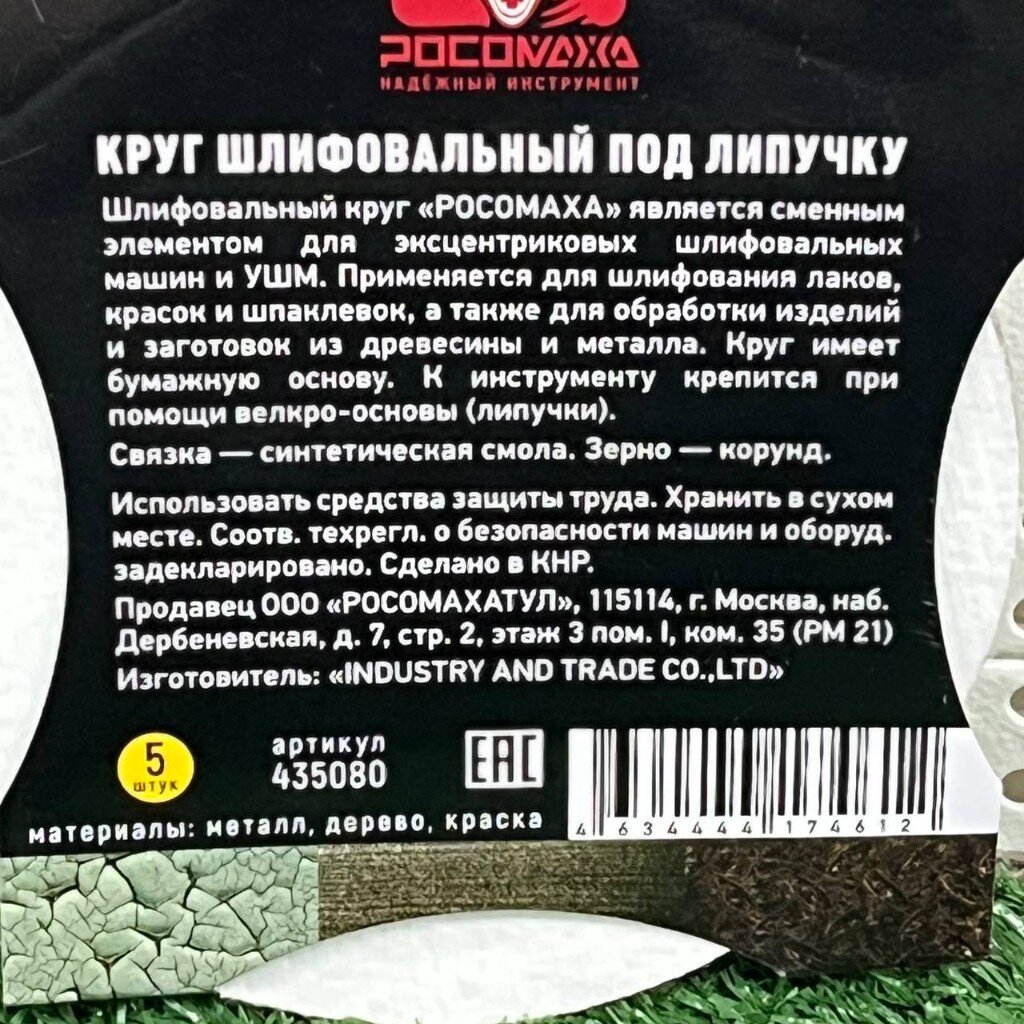 РОСОМАХА
НАДЁЖНЫЙ ИНСТРУМЕНТ
КРУГ ШЛИФОВАЛЬНЫЙ ПОД ЛИПУЧКУ
Шлифовальный круг «РОСОМАХА» является сменным
элементом для эксцентриковых шлифовальных
машин и УШМ. Применяется для шлифования лаков,
красок и шпаклевок, а также для обработки изделий
и заготовок из древесины и металла. Круг имеет
бумажную основу. К инструменту крепится при
помощи велкро-основы (липучки).
Связка — синтетическая смола. Зерно — корунд.
Использовать средства защиты труда. Хранить в сухом
месте. Соотв. техрегл. о безопасности машин и оборуд.
задекларировано. Сделано в КНР.
Продавец ООО «РОСОМАХАТУЛ», 115114, г. Москва, наб.
Дербеневская, д. 7, стр. 2, этаж 3 пом. I, ком. 35 (РМ 21)
Изготовитель: «INDUSTRY AND TRADE CO.,LTD»
5
штук
артикул
435080
EAC
материалы: металл, дерево, краска
4 634444 174612